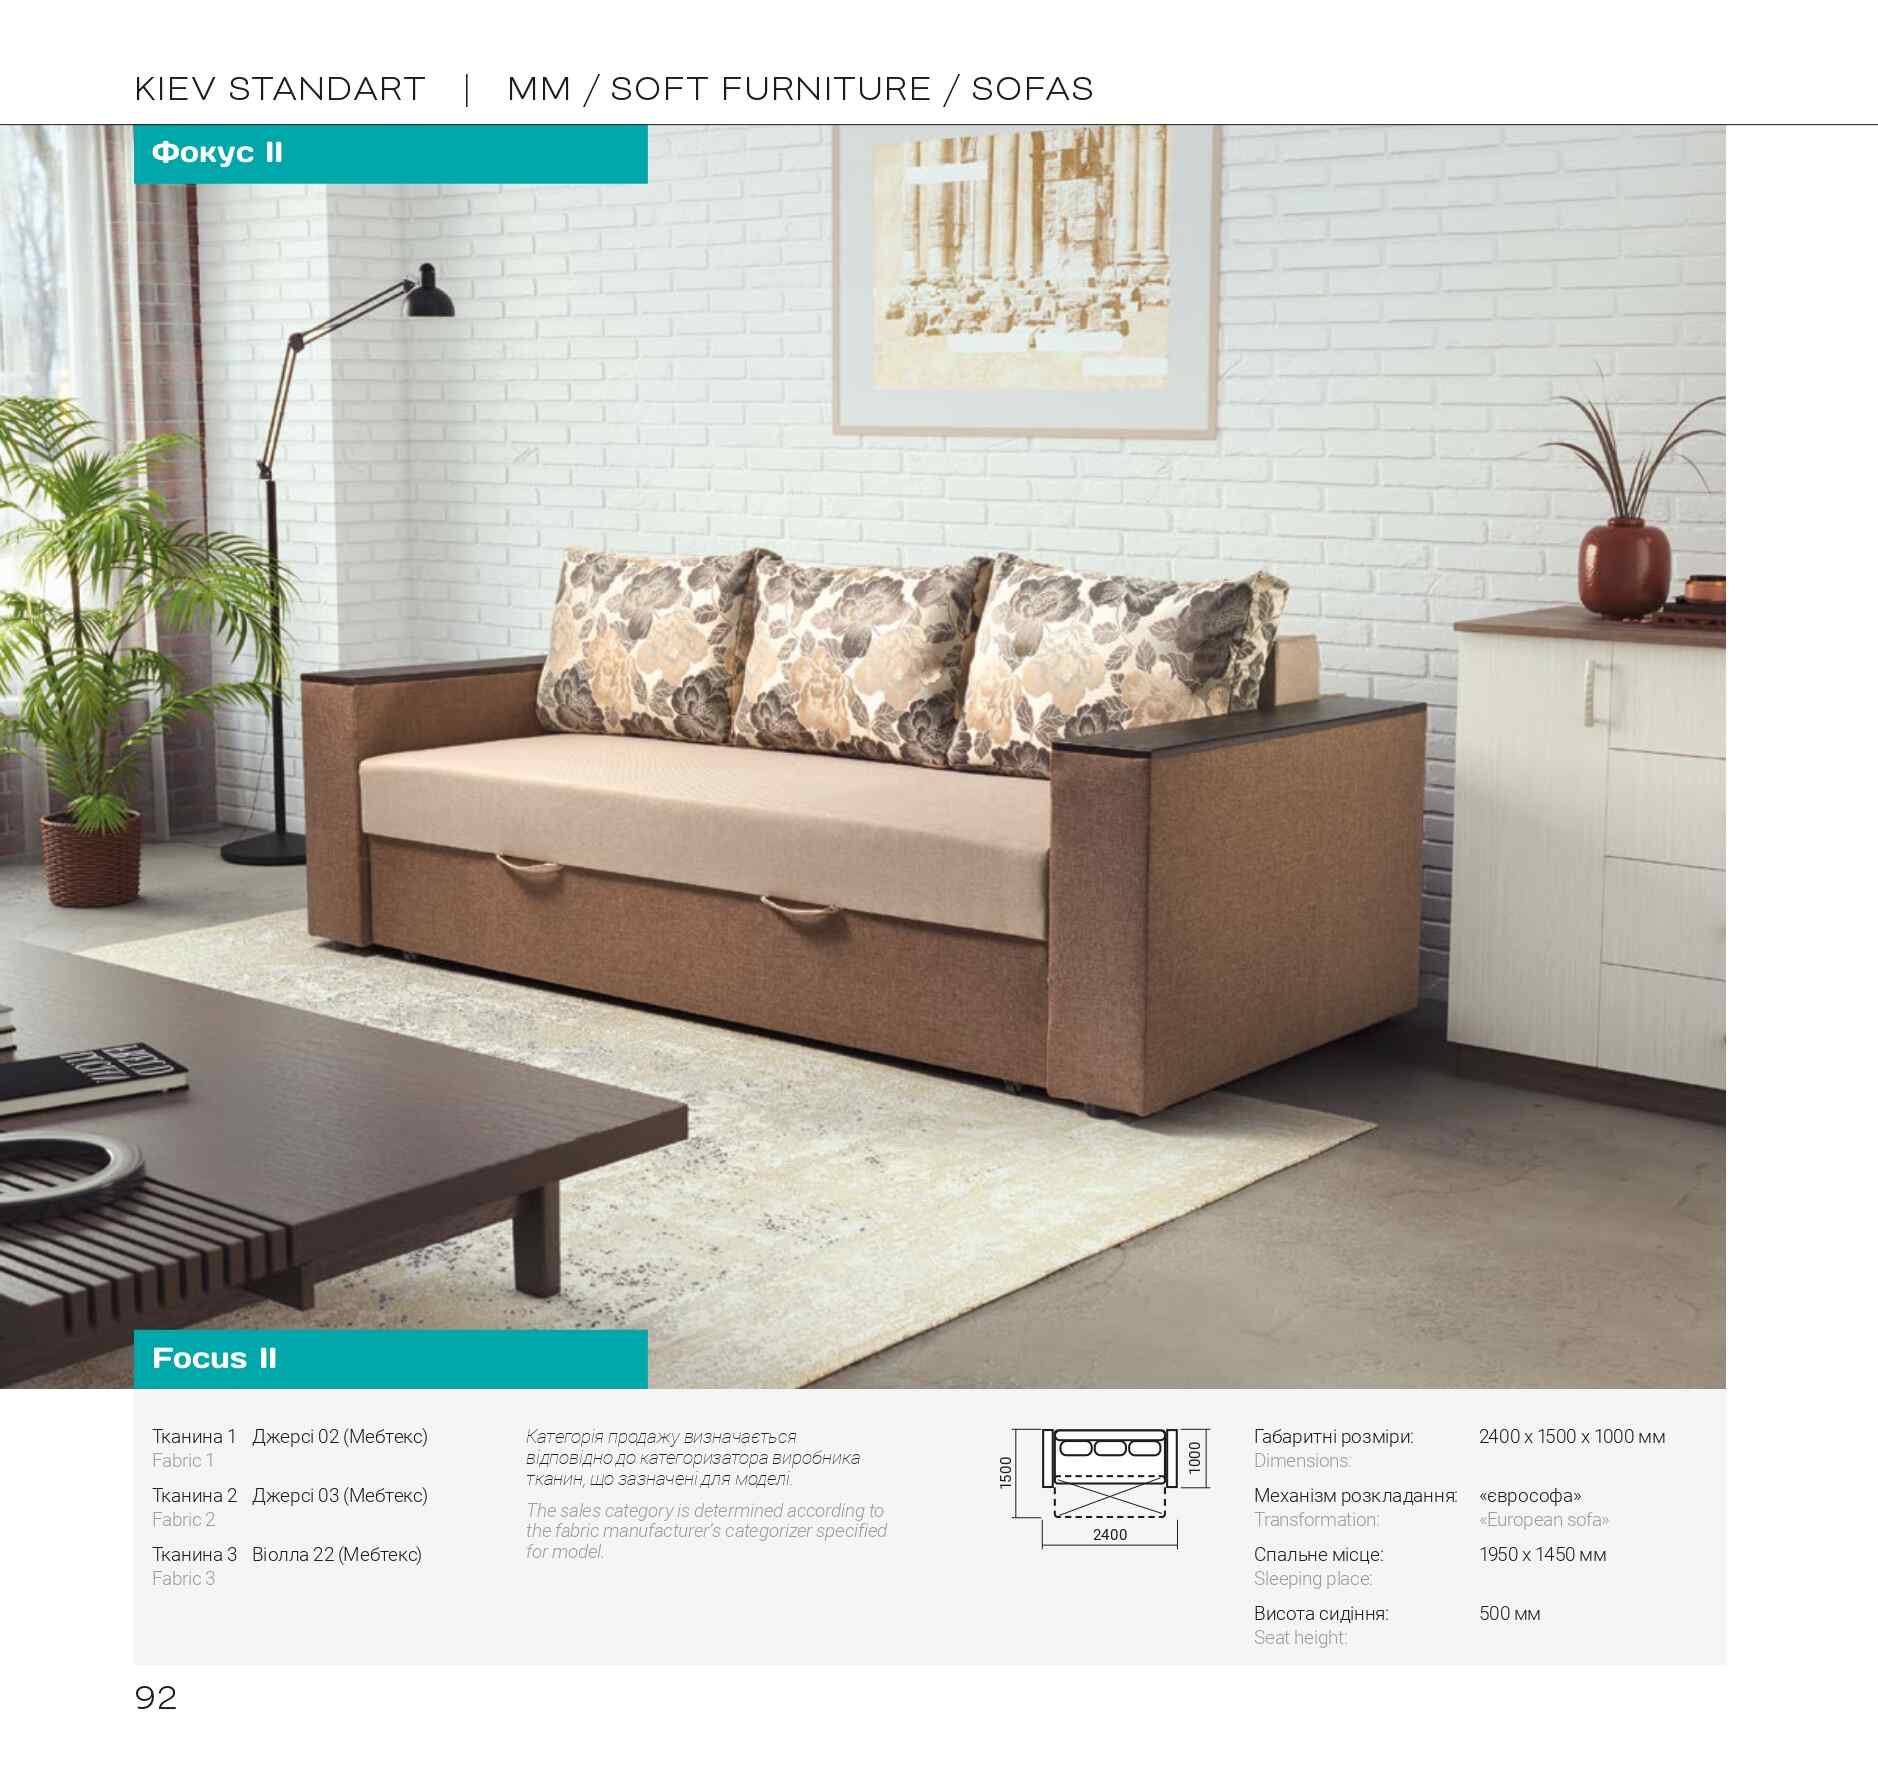 KIEV STANDART | MM / SOFT FURNITURE / SOFAS
Фокус II
Focus II
Тканина 1 Джерсі 02 (Мебтекс)
Fabric 1
Тканина 2 Джерсі 03 (Мебтекс)
Fabric 2
Тканина 3 Віолла 22 (Мебтекс)
Fabric 3
Категорія продажу визначається
відповідно до категоризатора виробника
тканин, що зазначені для моделі.
The sales category is determined according to
the fabric manufacturer's categorizer specified
for model.
1500
1000
2400
Габаритні розміри: 2400 x 1500 x 1000 мм
Dimensions:
Механізм розкладання: «єврософа»
Transformation: «European sofa»
Спальне місце: 1950 x 1450 мм
Sleeping place:
Висота сидіння: 500 мм
Seat height:
92